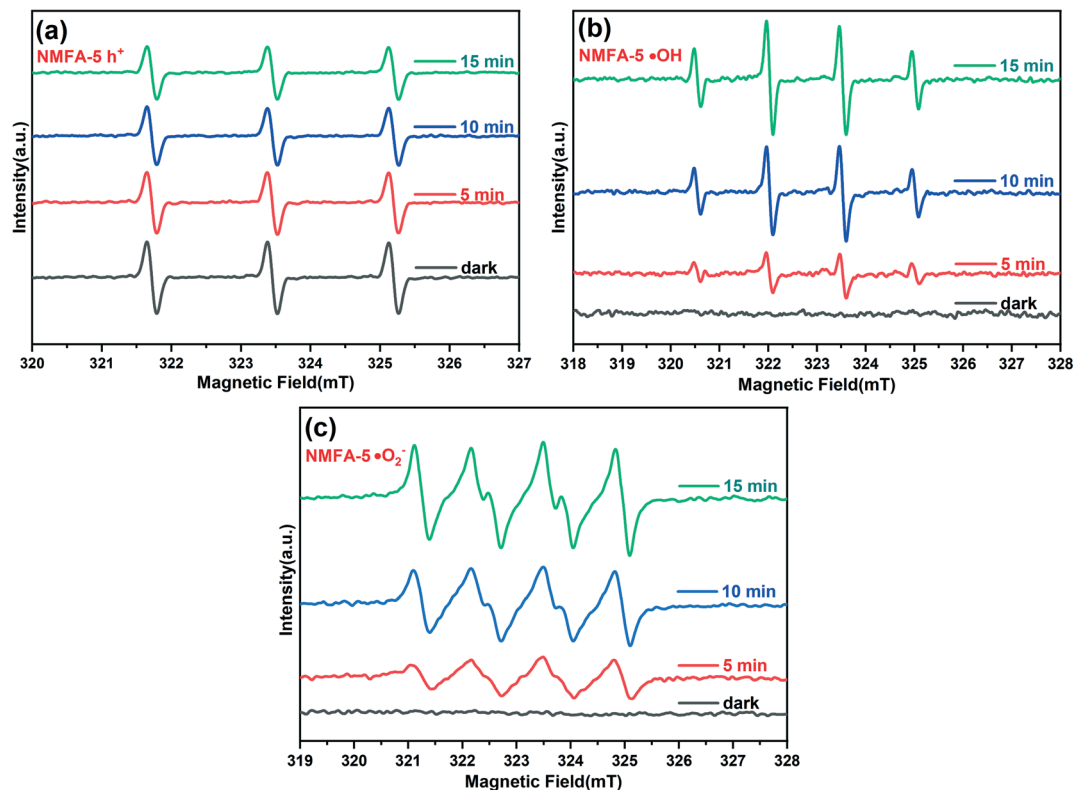 (a)
NMFA-5 h⁺
15 min
10 min
5 min
dark
Intensity(a.u.)
320 321 322 323 324 325 326 327
Magnetic Field(mT)
(b)
NMFA-5 •OH
15 min
10 min
5 min
dark
Intensity(a.u.)
318 319 320 321 322 323 324 325 326 327 328
Magnetic Field(mT)
(c)
NMFA-5 •O₂⁻
15 min
10 min
5 min
dark
Intensity(a.u.)
319 320 321 322 323 324 325 326 327 328
Magnetic Field(mT)